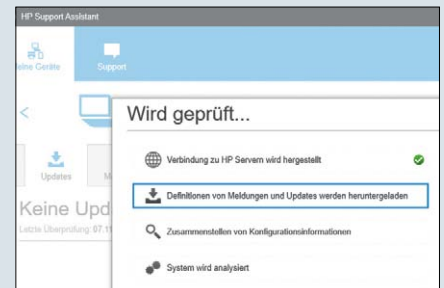 HP Support Assistant
eine Geräte
Support
Wird geprüft...
Verbindung zu HP Servern wird hergestellt
Updates
M
Definitionen von Meldungen und Updates werden heruntergeladen
Keine Upd
Letzte Überprüfung: 07.11
Zusammenstellen von Konfigurationsinformationen
System wird analysiert